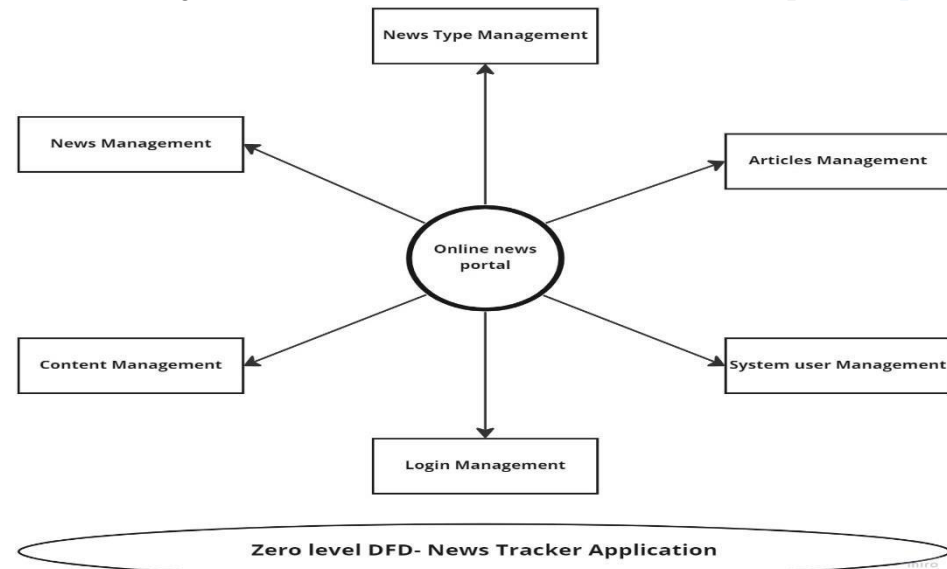 News Type Management
News Management
Articles Management
Online news
portal
Content Management
System user Management
Login Management
Zero level DFD- News Tracker Application
miro